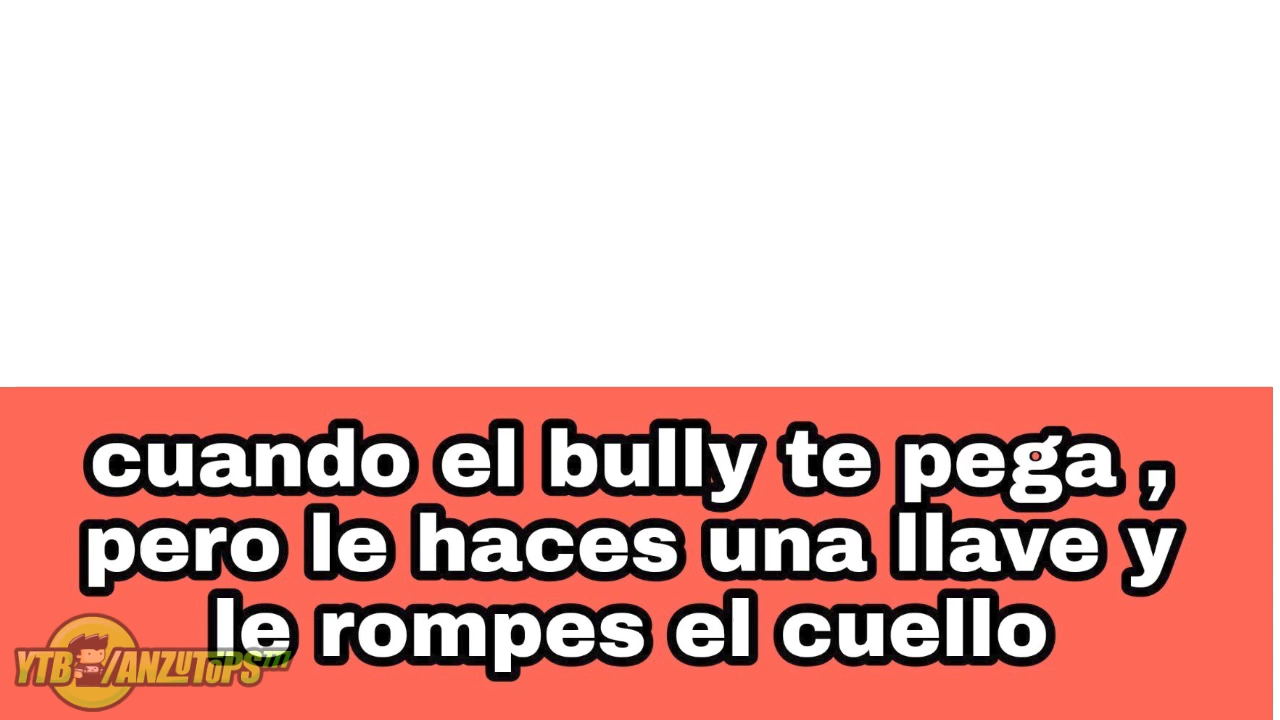 cuando el bully te pega ,
pero le haces una llave y
le rompes el cuello
YTB/ANZUTOPS